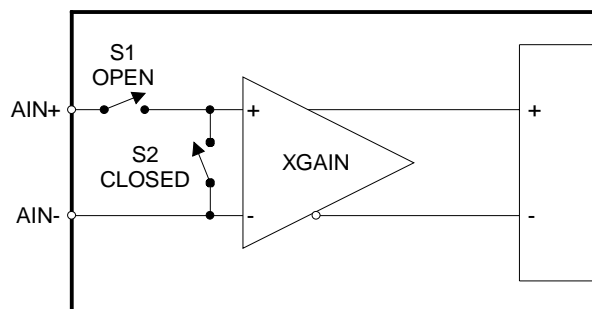 S1
OPEN
AIN+
+
+
S2
CLOSED
XGAIN
AIN-
-
-